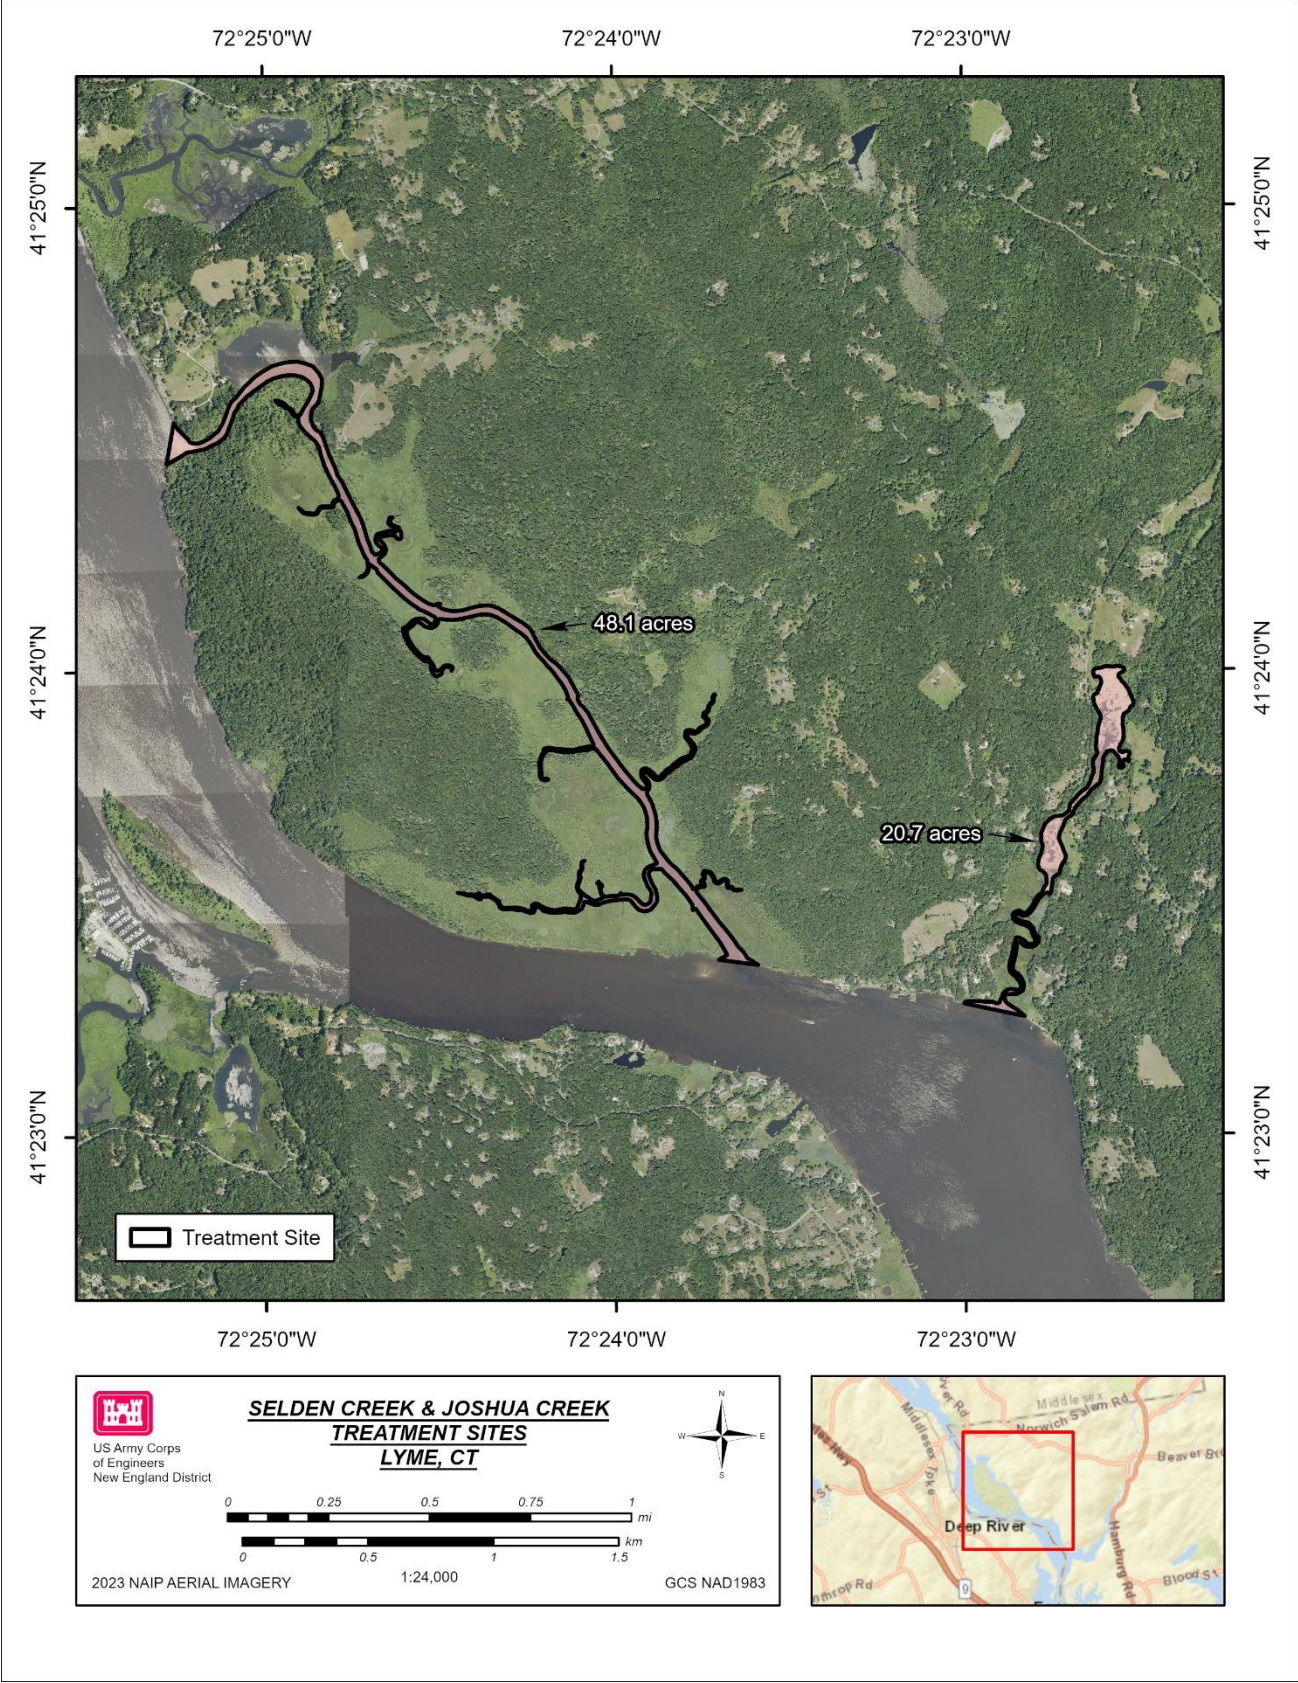 72°25'0"W
72°24'0"W
72°23'0"W
41°25'0"N
41°25'0"N
48.1 acres
41°24'0"N
41°24'0"N
20.7 acres
41°23'0"N
41°23'0"N
Treatment Site
72°25'0"W
72°24'0"W
72°23'0"W
US Army Corps
of Engineers
New England District
SELDEN CREEK & JOSHUA CREEK
TREATMENT SITES
LYME, CT
N
W
E
S
0 0.25 0.5 0.75 1
mi
km
0 0.5 1 1.5
2023 NAIP AERIAL IMAGERY
1:24,000
GCS NAD1983
Middlesex
Norwich Salem Rd
Middlesex Tpke
Beaver
Deep River
Hamburg Rd
Blood St
9